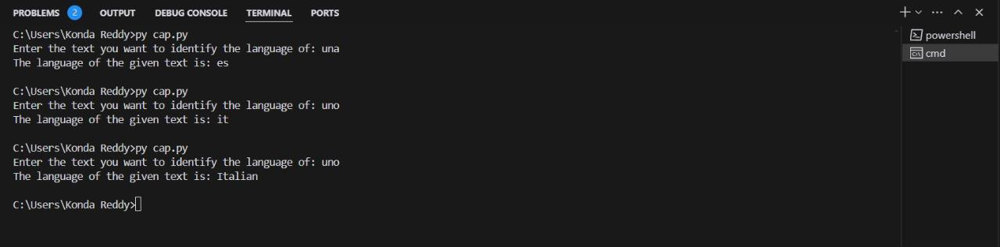 PROBLEMS 2 OUTPUT DEBUG CONSOLE TERMINAL PORTS
C:\Users\Konda Reddy>py cap.py
Enter the text you want to identify the language of: una
The language of the given text is: es
C:\Users\Konda Reddy>py cap.py
Enter the text you want to identify the language of: uno
The language of the given text is: it
C:\Users\Konda Reddy>py cap.py
Enter the text you want to identify the language of: uno
The language of the given text is: Italian
C:\Users\Konda Reddy>
powershell
cmd